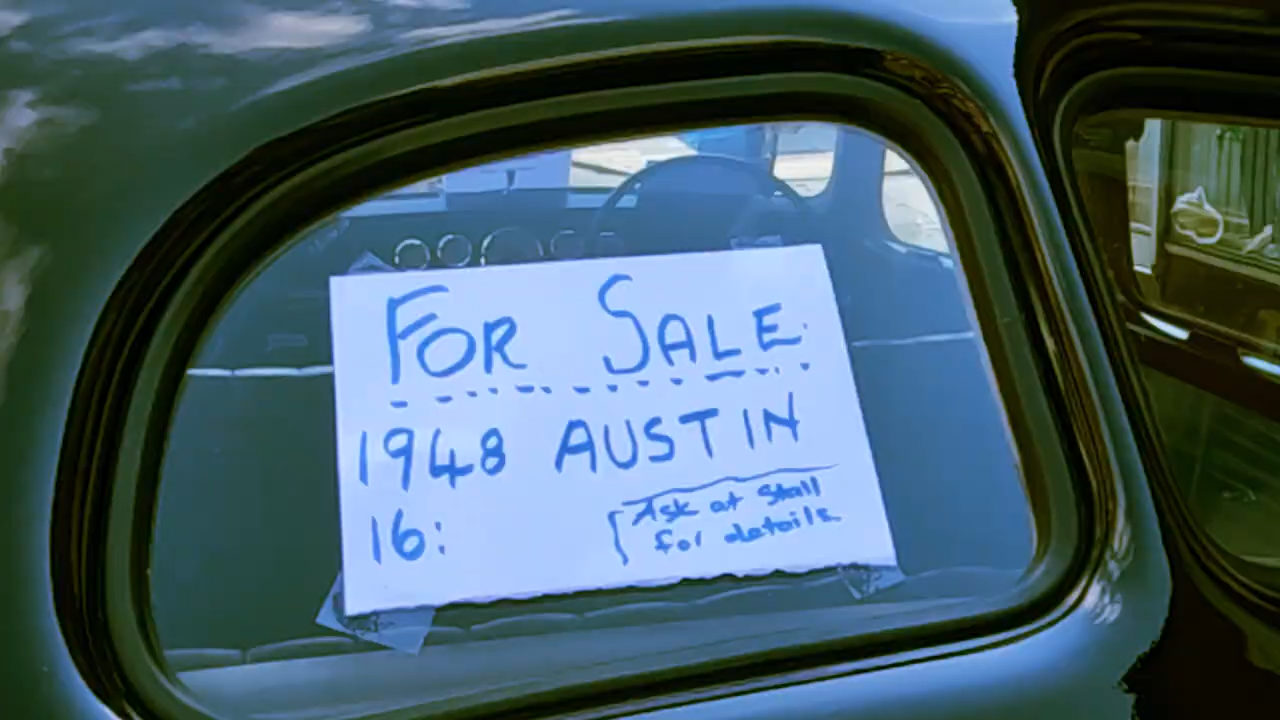 FOR SALE
1948 AUSTIN
16:
Ask at Stall
for details